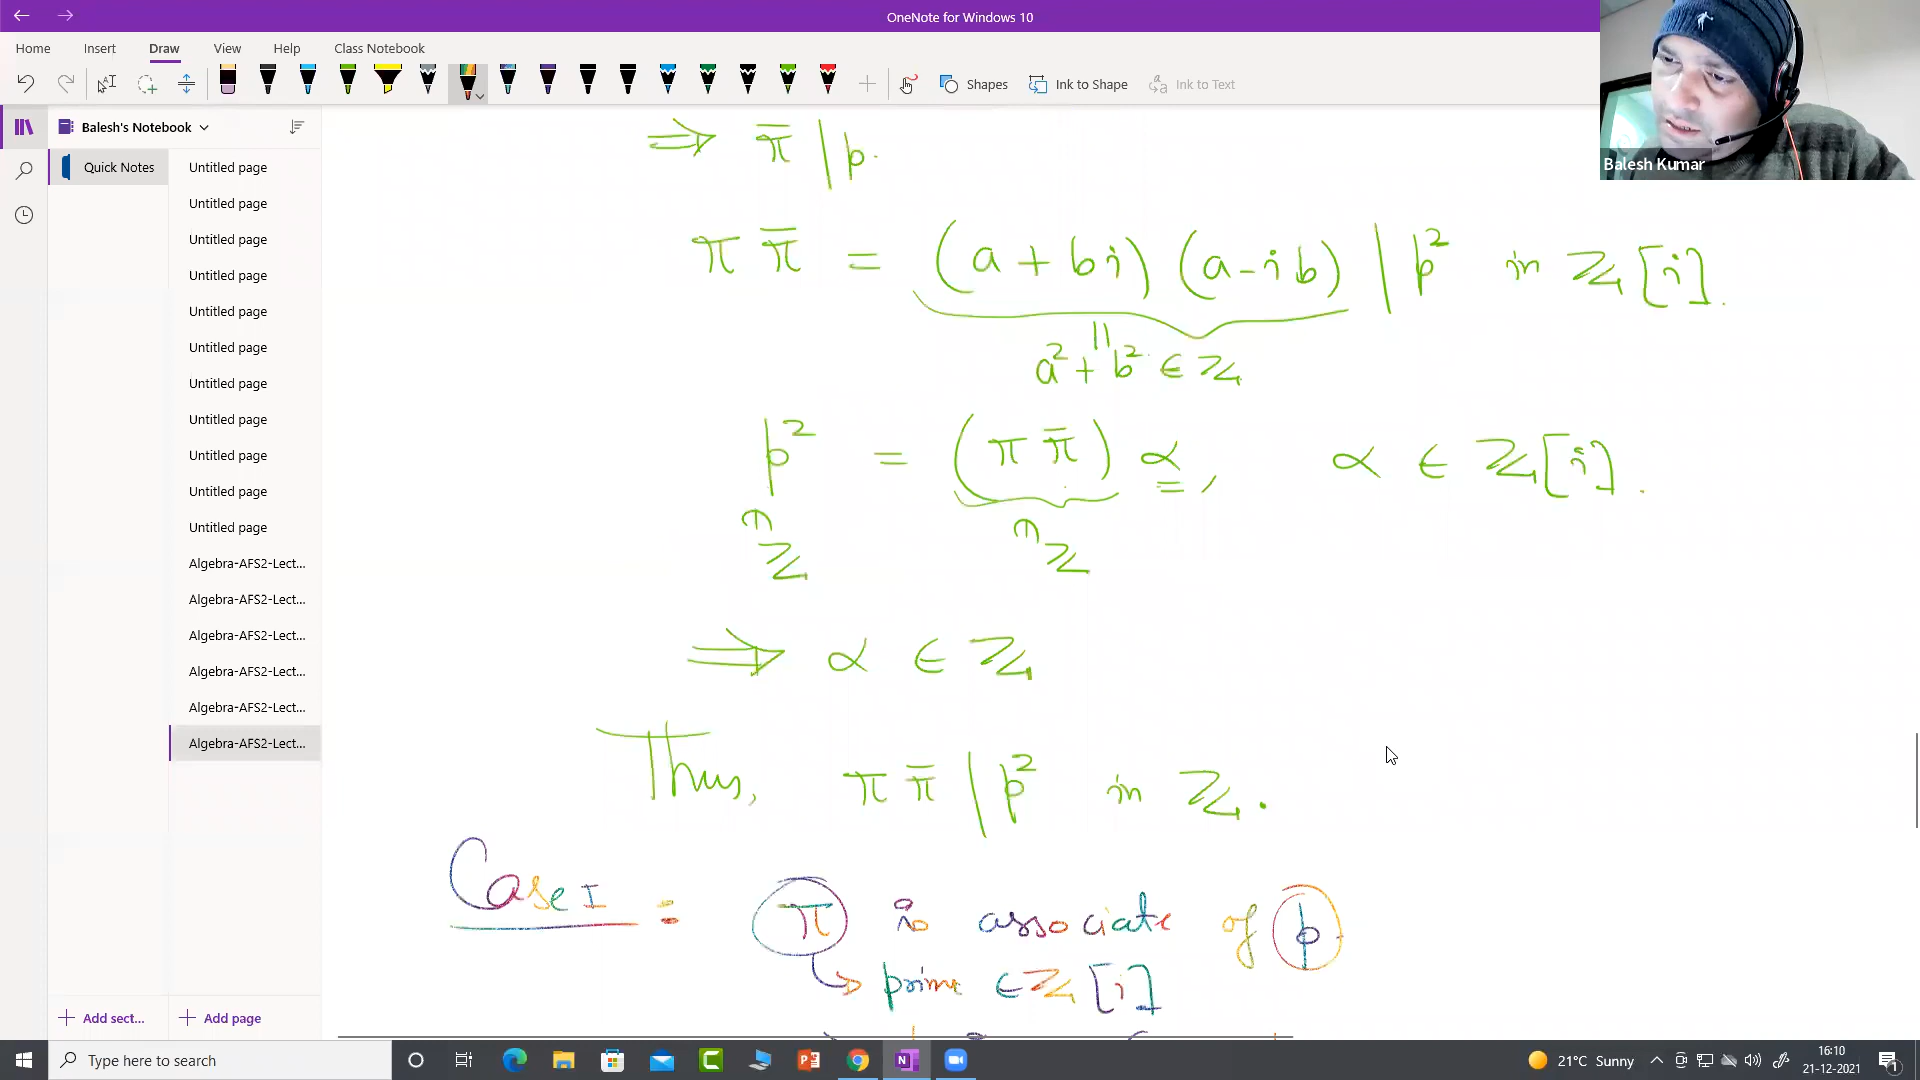 OneNote for Windows 10
Home Insert Draw View Help Class Notebook
Shapes Ink to Shape Ink to Text
Balesh Kumar
Balesh's Notebook
Quick Notes
Untitled page
Untitled page
Untitled page
Untitled page
Untitled page
Untitled page
Untitled page
Untitled page
Untitled page
Untitled page
Untitled page
Algebra-AFS2-Lect...
Algebra-AFS2-Lect...
Algebra-AFS2-Lect...
Algebra-AFS2-Lect...
Algebra-AFS2-Lect...
Algebra-AFS2-Lect...
Add sect... Add page
⇒ π̄ | p.
π π̄ = (a + bi) (a - ib) | p² in ℤ[i].
||
a² + b² ∈ ℤ
p² = (π π̄) α, α ∈ ℤ[i].
∈ ∈
ℤ ℤ
⇒ α ∈ ℤ
Thus, π π̄ | p² in ℤ.
Case I : π is associate of p
↳ prime ∈ ℤ[i]
Type here to search
21°C Sunny
16:10
21-12-2021
1